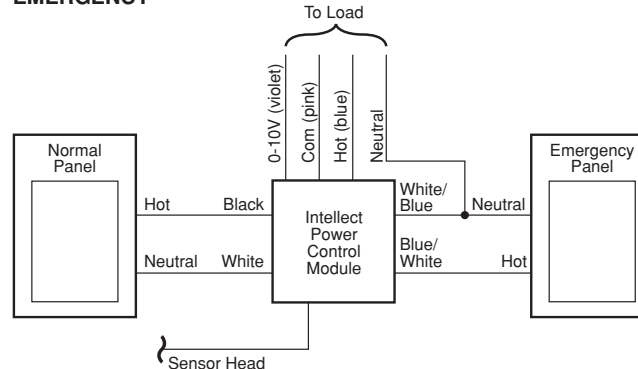 EMERGENCY
To Load
0-10V (violet)
Com (pink)
Hot (blue)
Neutral
Normal
Panel
Emergency
Panel
Hot
Black
White/
Blue
Neutral
Intellect
Power
Control
Module
Neutral
White
Blue/
White
Hot
Sensor Head